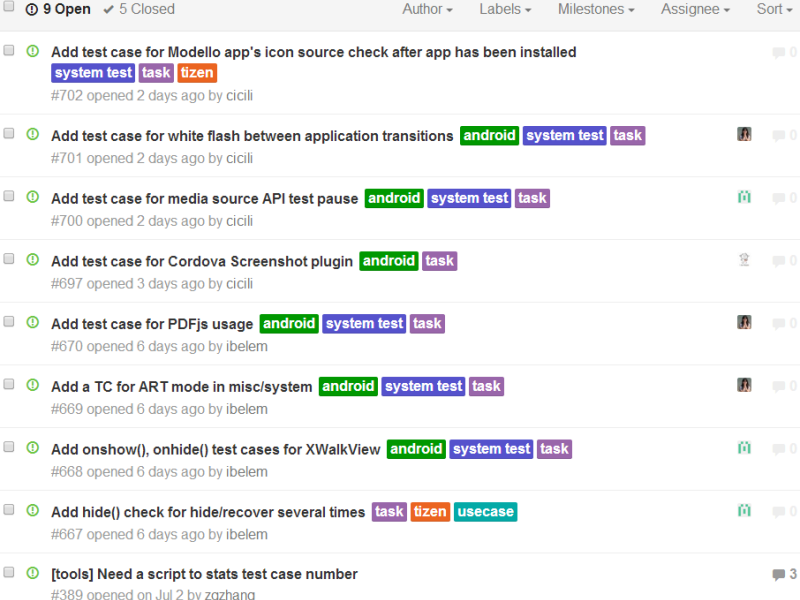 9 Open 5 Closed Author Labels Milestones Assignee Sort
Add test case for Modello app's icon source check after app has been installed
system test task tizen
#702 opened 2 days ago by cicili
0
Add test case for white flash between application transitions android system test task
0
#701 opened 2 days ago by cicili
Add test case for media source API test pause android system test task
0
#700 opened 2 days ago by cicili
Add test case for Cordova Screenshot plugin android task
0
#697 opened 3 days ago by cicili
Add test case for PDFjs usage android system test task
0
#670 opened 6 days ago by ibelem
Add a TC for ART mode in misc/system android system test task
0
#669 opened 6 days ago by ibelem
Add onshow(), onhide() test cases for XWalkView android system test task
0
#668 opened 6 days ago by ibelem
Add hide() check for hide/recover several times task tizen usecase
0
#667 opened 6 days ago by ibelem
[tools] Need a script to stats test case number
3
#389 opened on Jul 2 by zqzhang